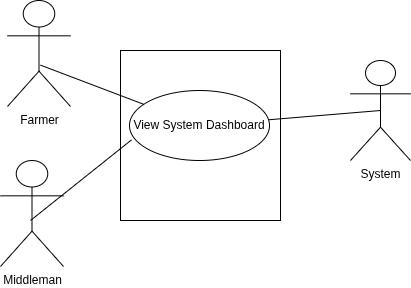 Farmer
View System Dashboard
System
Middleman